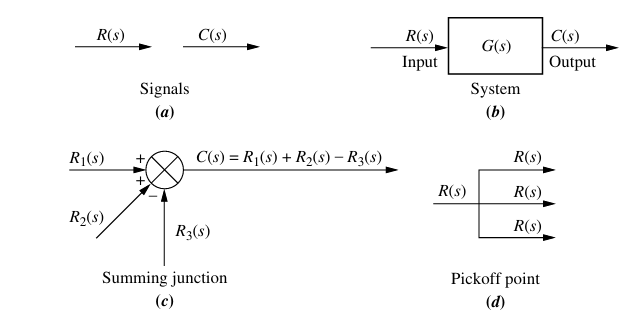 R(s)
C(s)
Signals
(a)
R(s)
Input
G(s)
C(s)
Output
System
(b)
R₁(s)
+
+
−
R₂(s)
R₃(s)
C(s) = R₁(s) + R₂(s) − R₃(s)
Summing junction
(c)
R(s)
R(s)
R(s)
R(s)
Pickoff point
(d)